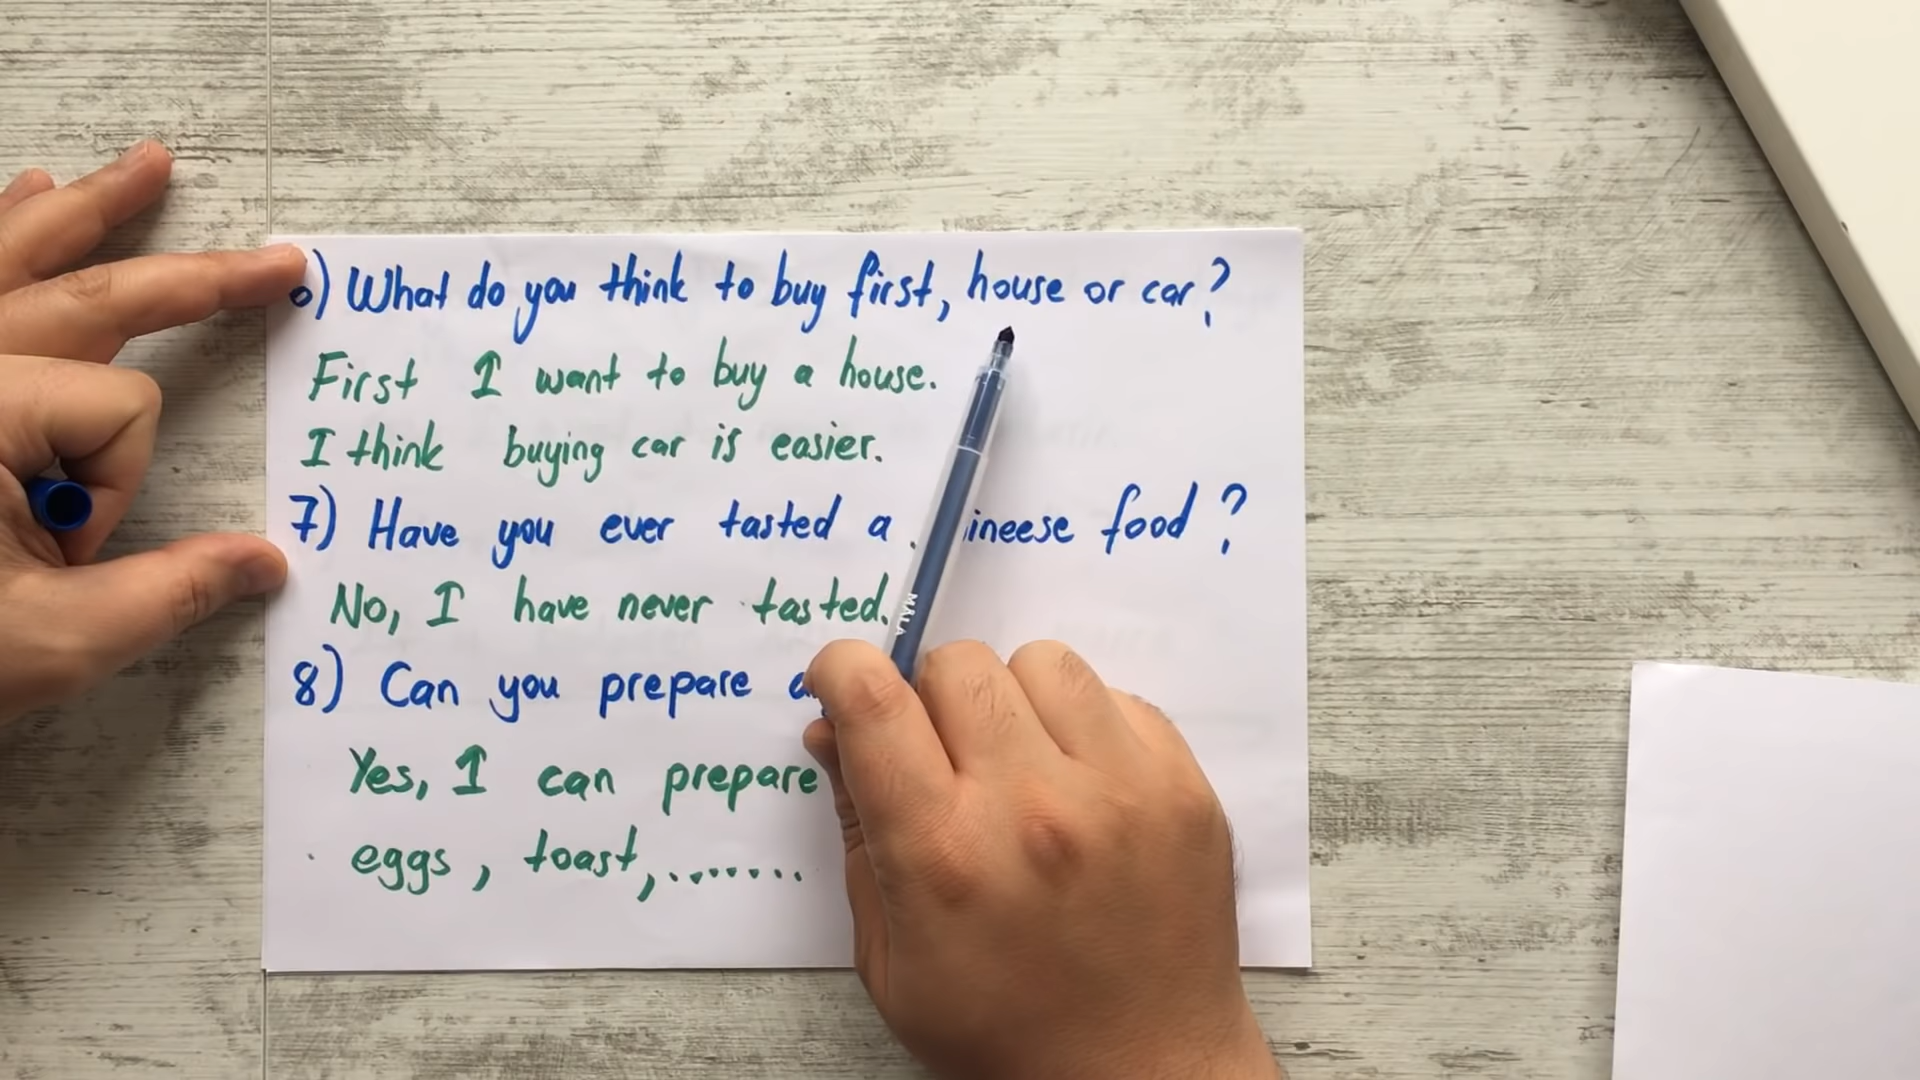 6) What do you think to buy first, house or car?
First I want to buy a house.
I think buying car is easier.
7) Have you ever tasted a food?
No, I have never tasted.
8) Can you prepare
Yes, I can prepare
eggs, toast,........
MALA